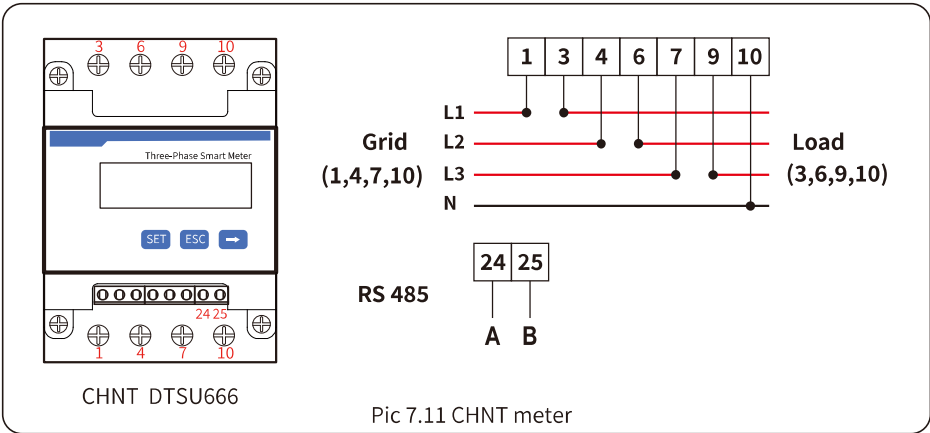 3 6 9 10
Three-Phase Smart Meter
SET ESC
24 25
1 4 7 10
CHNT DTSU666
1 3 4 6 7 9 10
L1
L2
L3
N
Grid
(1,4,7,10)
Load
(3,6,9,10)
24 25
RS 485
A B
Pic 7.11 CHNT meter